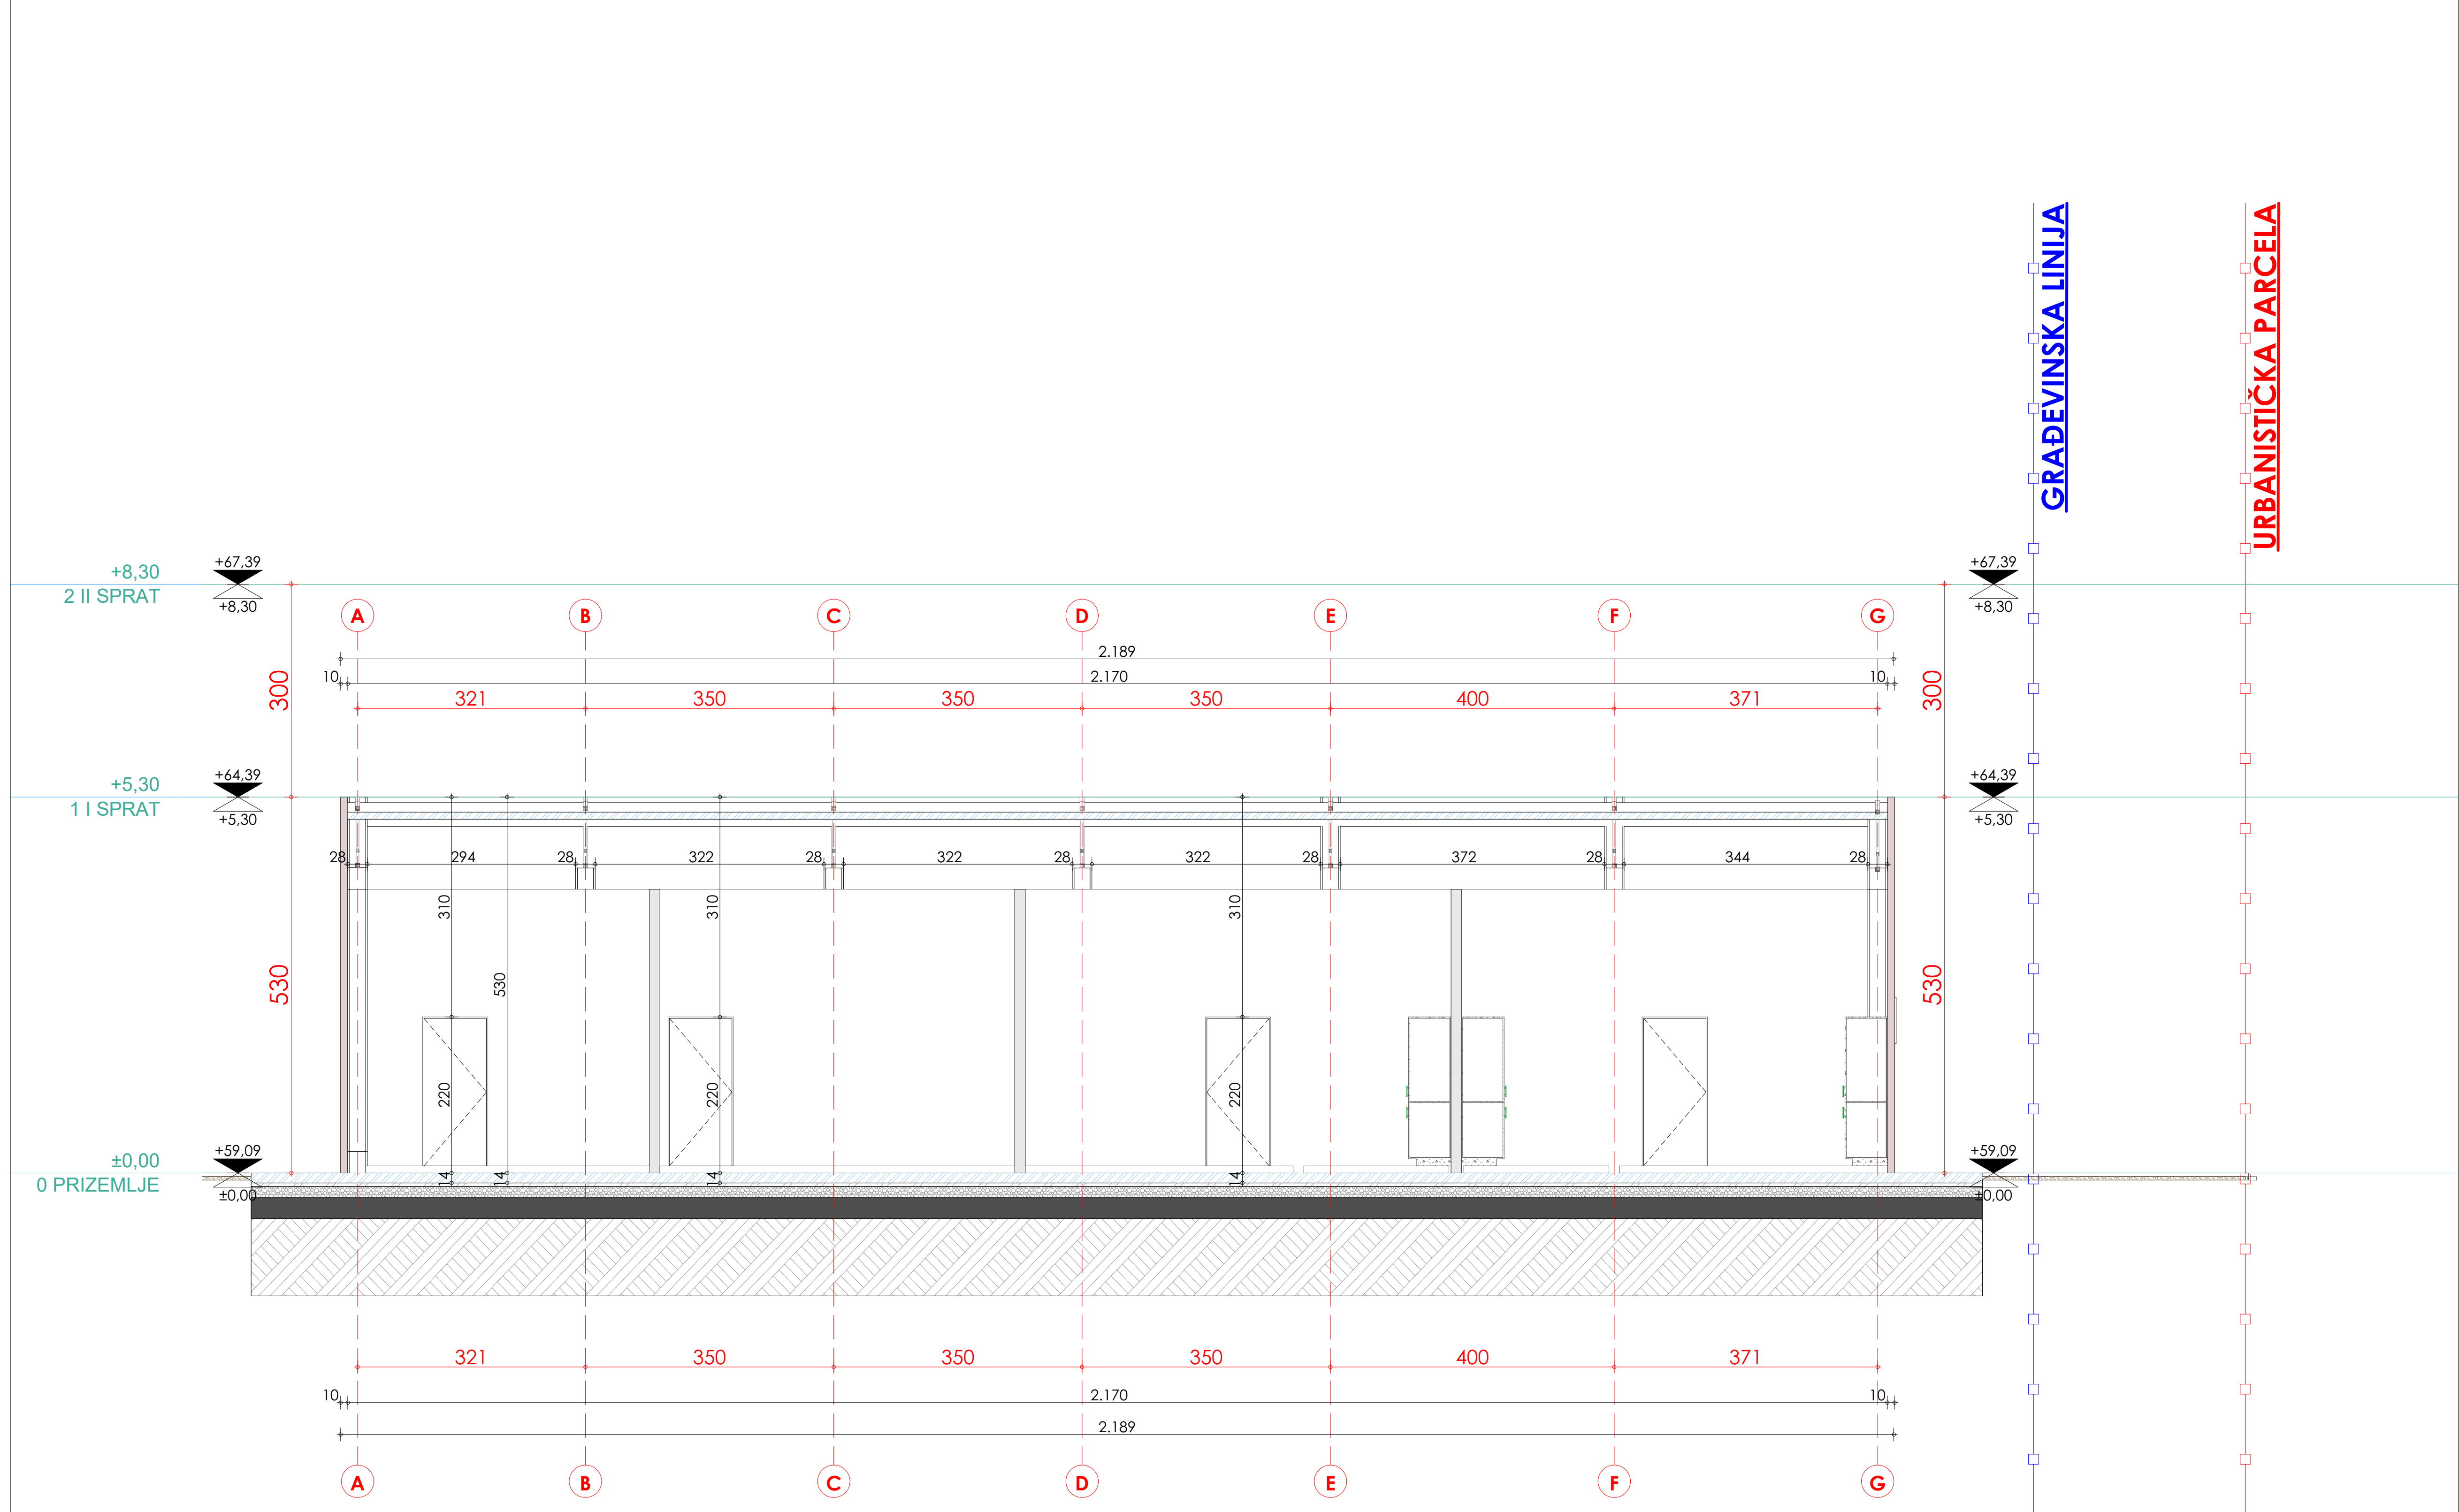 GRAĐEVINSKA LINIJA
URBANISTIČKA PARCELA
+8,30
2 II SPRAT
+67,39
+8,30
+67,39
+8,30
A B C D E F G
2.189
10 2.170 10
300 321 350 350 350 400 371 300
+5,30
1 I SPRAT
+64,39
+5,30
+64,39
+5,30
28 294 28 322 28 322 28 322 28 372 28 344 28
310 310 310
530 530 530
220 220 220
±0,00
0 PRIZEMLJE
+59,09
±0,00
+59,09
±0,00
14 14 14 14
321 350 350 350 400 371
10 2.170 10
2.189
A B C D E F G